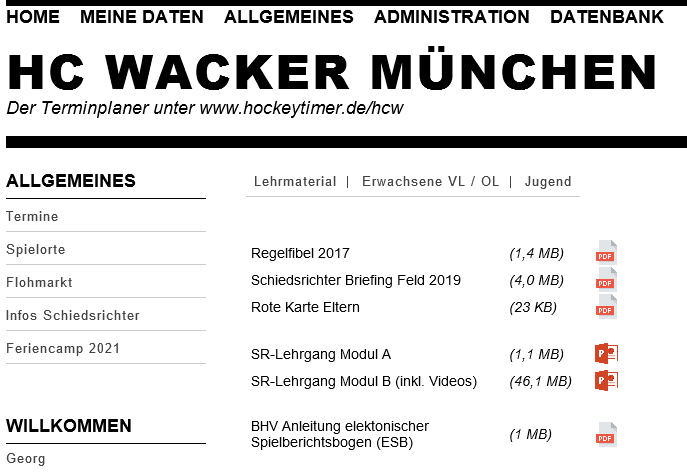 HOME MEINE DATEN ALLGEMEINES ADMINISTRATION DATENBANK
HC WACKER MÜNCHEN
Der Terminplaner unter www.hockeytimer.de/hcw
ALLGEMEINES
Termine
Spielorte
Flohmarkt
Infos Schiedsrichter
Feriencamp 2021
WILLKOMMEN
Georg
Lehrmaterial | Erwachsene VL / OL | Jugend
Regelfibel 2017 (1,4 MB) PDF
Schiedsrichter Briefing Feld 2019 (4,0 MB) PDF
Rote Karte Eltern (23 KB) PDF
SR-Lehrgang Modul A (1,1 MB) P
SR-Lehrgang Modul B (inkl. Videos) (46,1 MB) P
BHV Anleitung elektonischer
Spielberichtsbogen (ESB) (1 MB) PDF